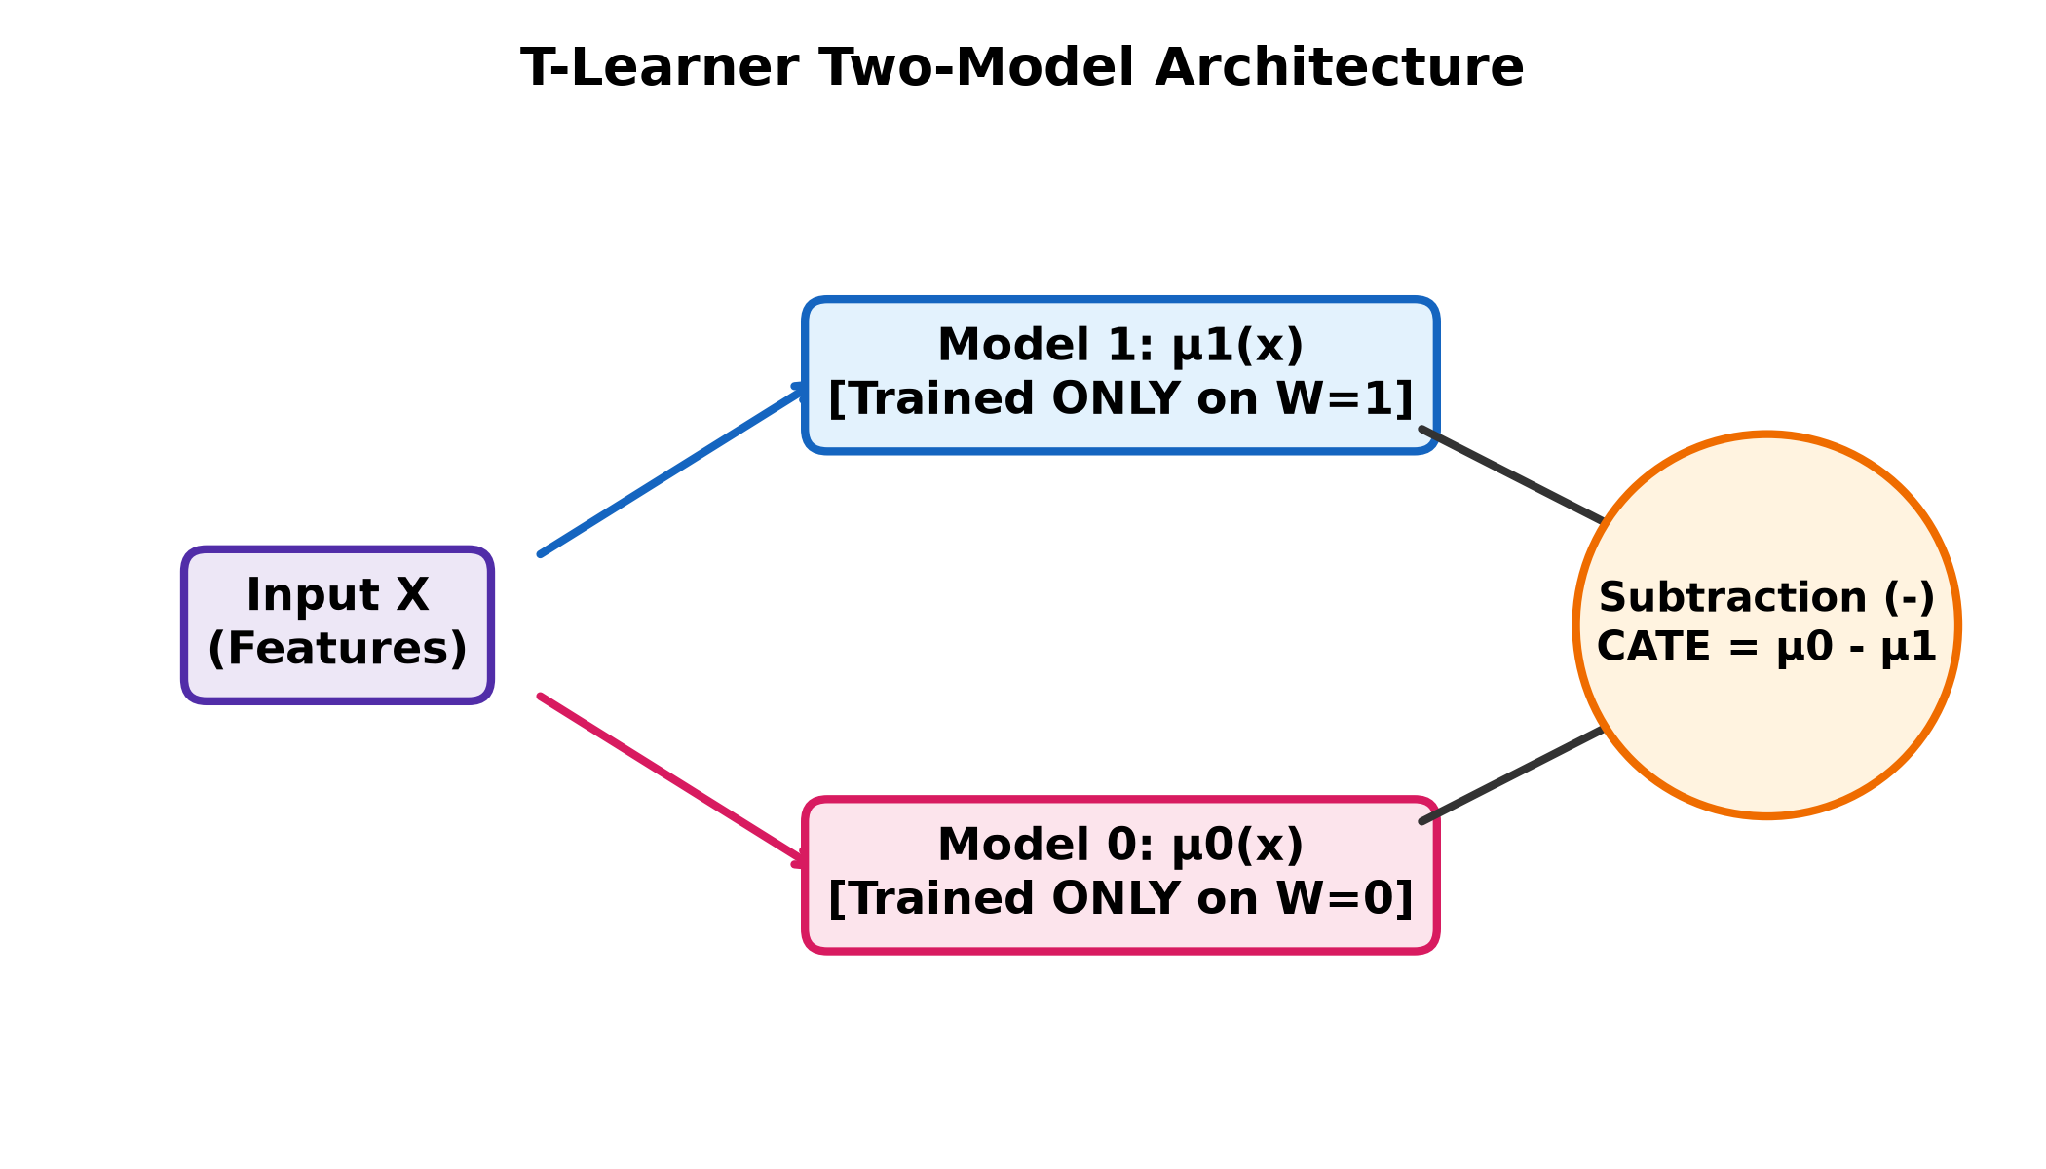 T-Learner Two-Model Architecture
Model 1: μ1(x)
[Trained ONLY on W=1]
Input X
(Features)
Subtraction (-)
CATE = μ0 - μ1
Model 0: μ0(x)
[Trained ONLY on W=0]